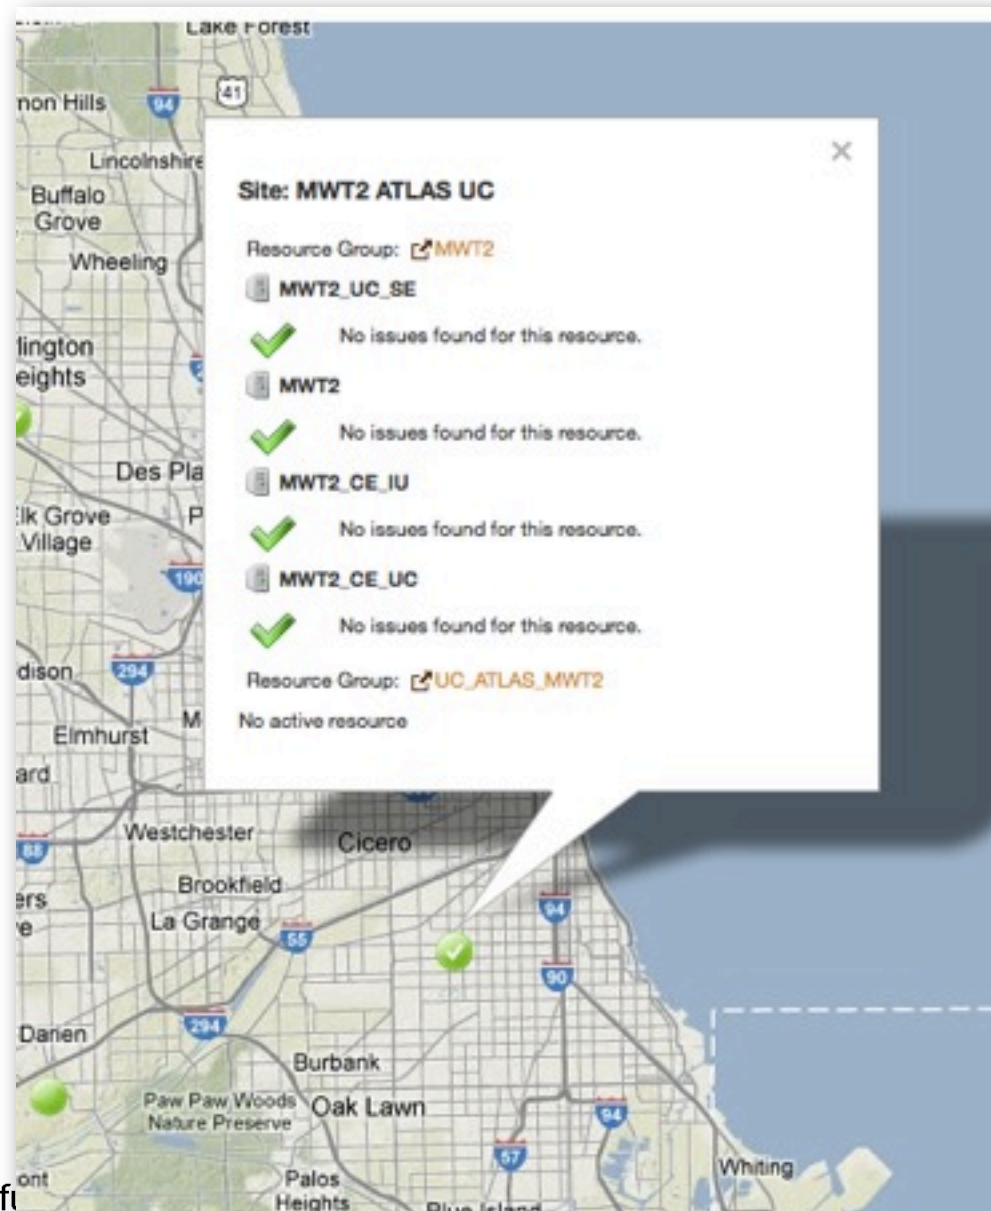 Lake Forest
41
94
non Hills
Lincolnshire
Buffalo
Grove
Wheeling
Site: MWT2 ATLAS UC
Resource Group: MWT2
MWT2_UC_SE
No issues found for this resource.
lington
eights
MWT2
No issues found for this resource.
Des Pla
MWT2_CE_IU
lk Grove
Village
P
No issues found for this resource.
190
MWT2_CE_UC
No issues found for this resource.
dison
294
Resource Group: UC_ATLAS_MWT2
M
No active resource
Elmhurst
ard
Westchester
Cicero
88
Brookfield
ers
e
La Grange
55
94
90
Darien
294
Burbank
Paw Paw Woods
Nature Preserve
Oak Lawn
94
57
Whiting
ont
Palos
Heights
Blue Island